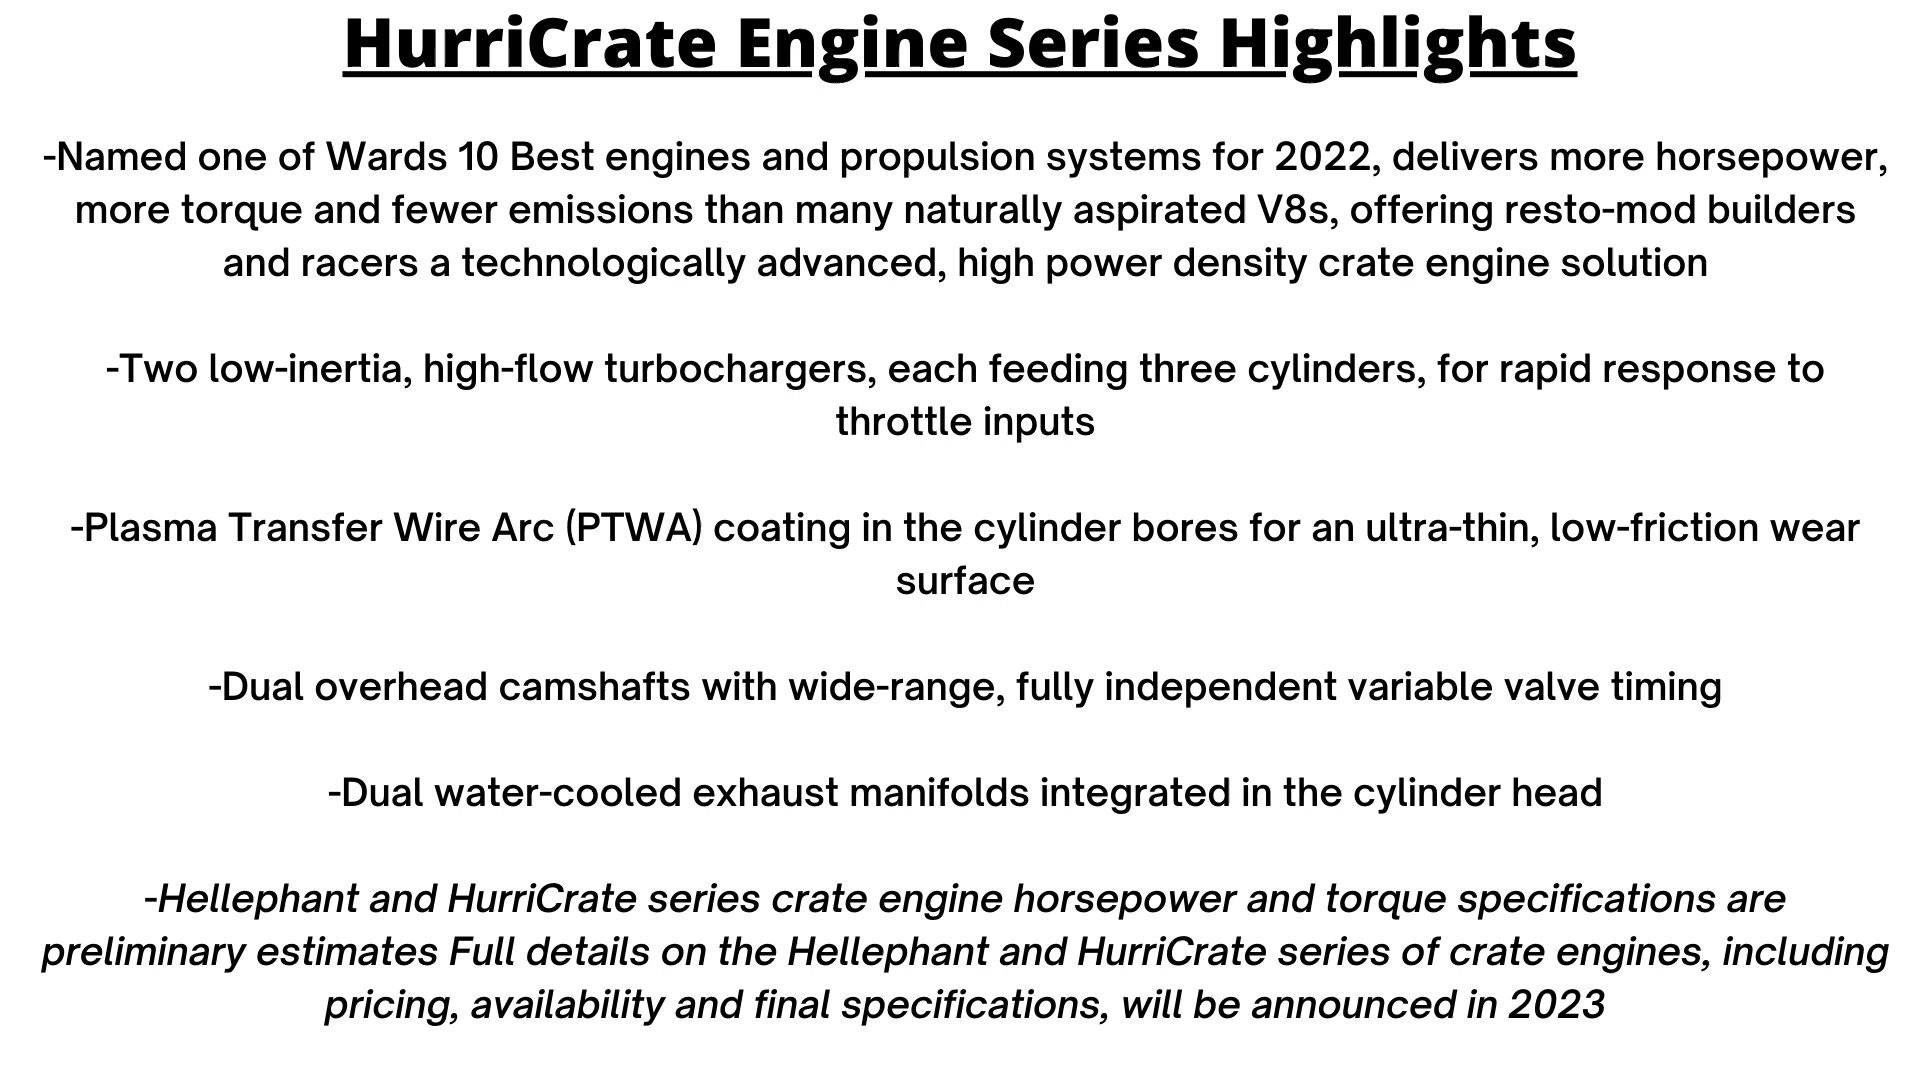 HurriCrate Engine Series Highlights
-Named one of Wards 10 Best engines and propulsion systems for 2022, delivers more horsepower,
more torque and fewer emissions than many naturally aspirated V8s, offering resto-mod builders
and racers a technologically advanced, high power density crate engine solution
-Two low-inertia, high-flow turbochargers, each feeding three cylinders, for rapid response to
throttle inputs
-Plasma Transfer Wire Arc (PTWA) coating in the cylinder bores for an ultra-thin, low-friction wear
surface
-Dual overhead camshafts with wide-range, fully independent variable valve timing
-Dual water-cooled exhaust manifolds integrated in the cylinder head
-Hellephant and HurriCrate series crate engine horsepower and torque specifications are
preliminary estimates Full details on the Hellephant and HurriCrate series of crate engines, including
pricing, availability and final specifications, will be announced in 2023